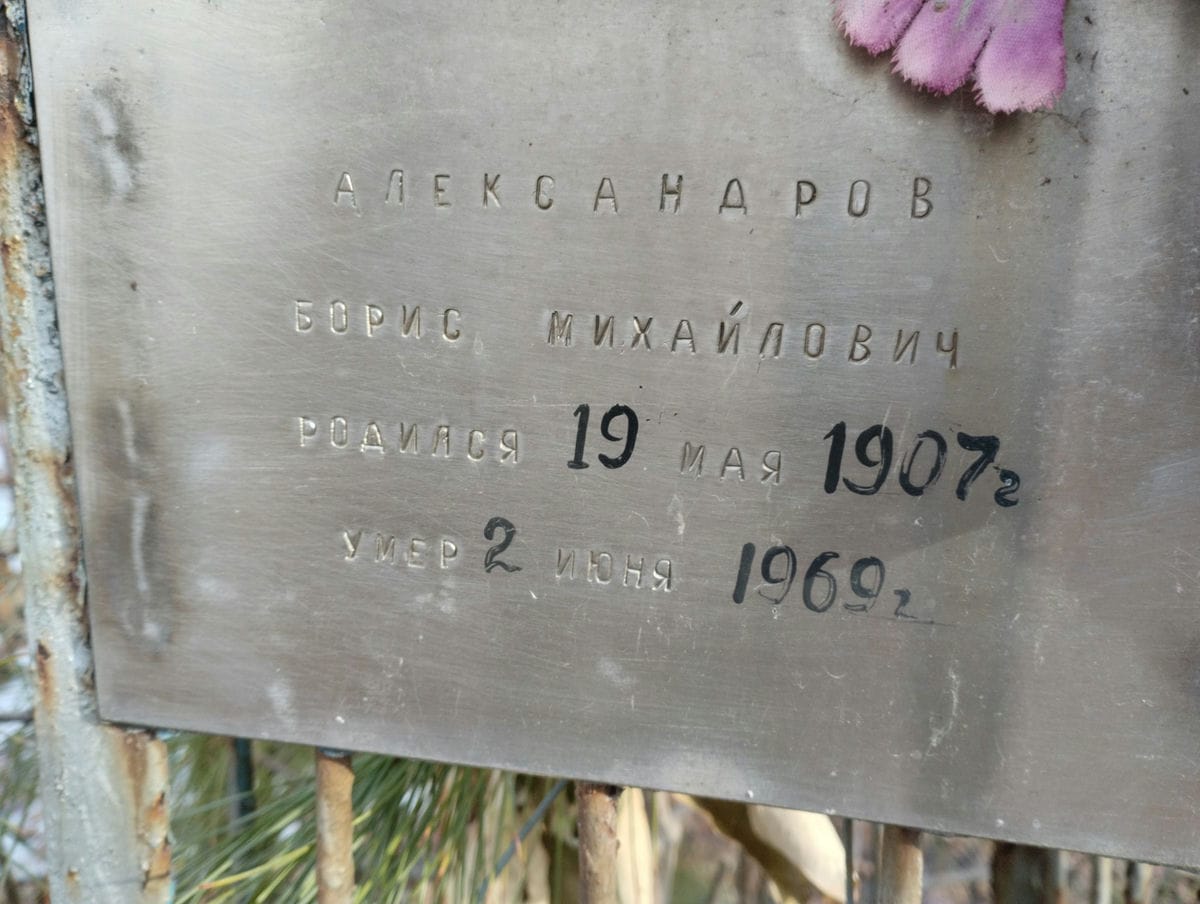 АЛЕКСАНДРОВ
БОРИС МИХАЙЛОВИЧ
РОДИЛСЯ 19 МАЯ 1907г
УМЕР 2 ИЮНЯ 1969г